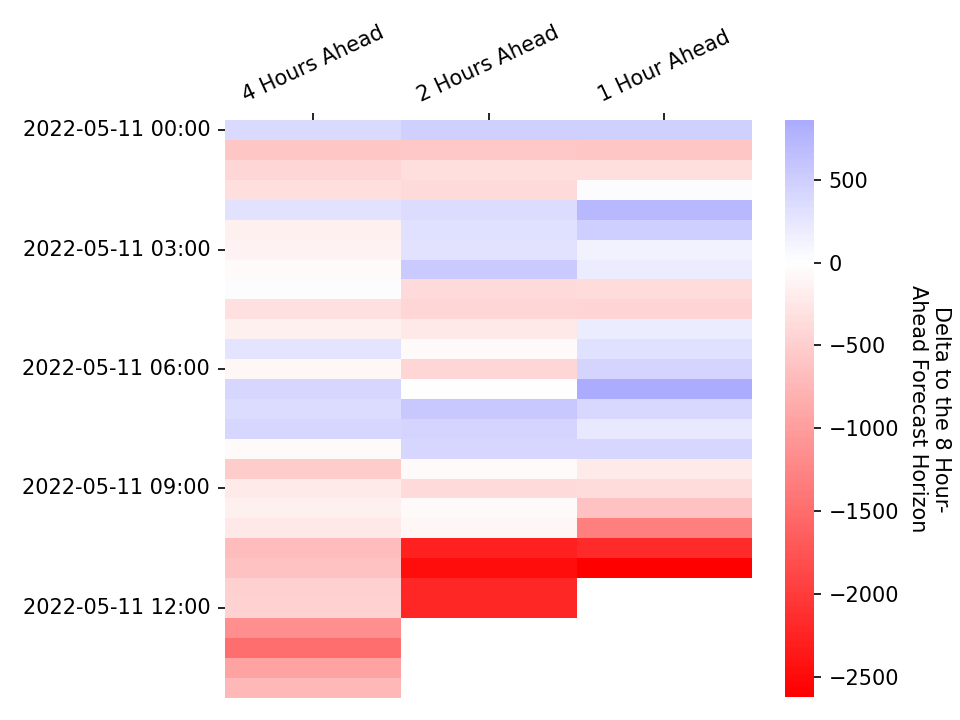 4 Hours Ahead
2 Hours Ahead
1 Hour Ahead
2022-05-11 00:00
2022-05-11 03:00
2022-05-11 06:00
2022-05-11 09:00
2022-05-11 12:00
500
0
−500
−1000
−1500
−2000
−2500
Delta to the 8 Hour-
Ahead Forecast Horizon